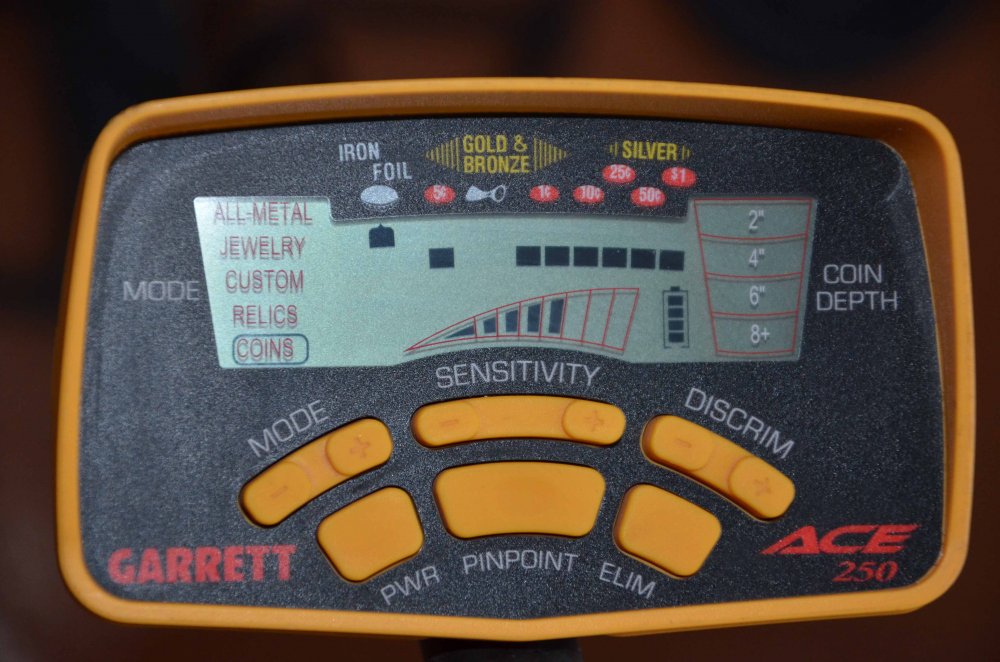 IRON
FOIL
GOLD &
BRONZE
SILVER
25¢
$1
5¢
1¢
10¢
50¢
ALL-METAL
JEWELRY
CUSTOM
RELICS
COINS
MODE
2"
4"
6"
8+
COIN
DEPTH
SENSITIVITY
MODE
DISCRIM
- +
- +
- +
PWR
PINPOINT
ELIM
GARRETT
ACE
250